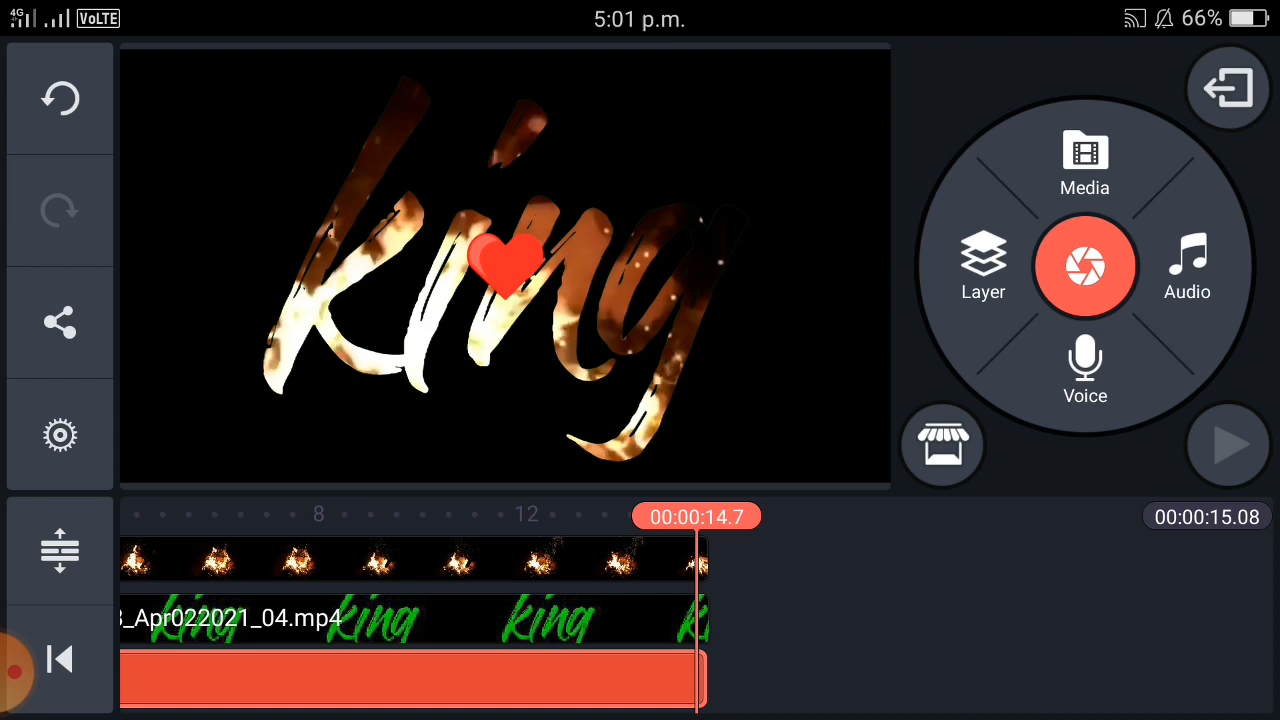 4G VoLTE 5:01 p.m. 66%
king
Media
Layer
Audio
Voice
8 12 00:00:14.7 00:00:15.08
3_Apr022021_04.mp4
king king king k